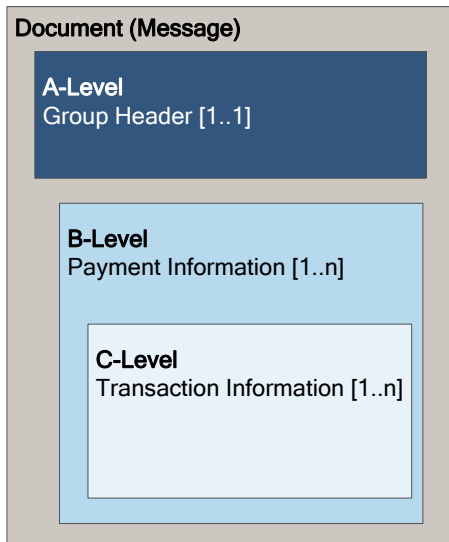 Document (Message)
A-Level
Group Header [1..1]
B-Level
Payment Information [1..n]
C-Level
Transaction Information [1..n]